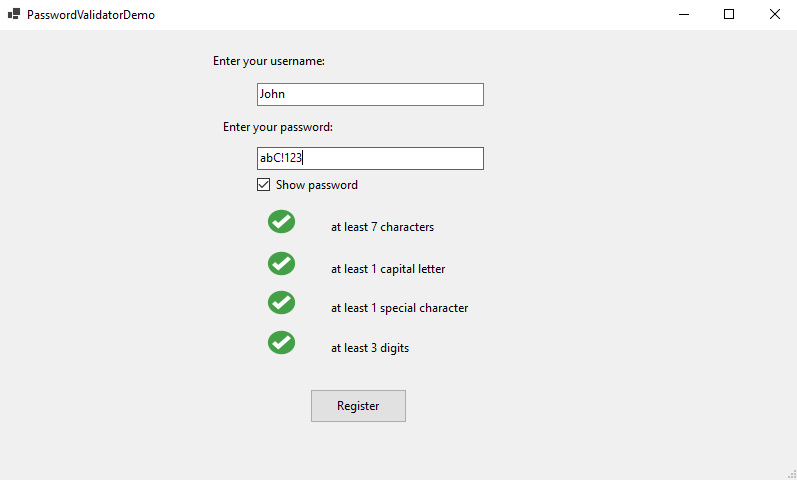 PasswordValidatorDemo
Enter your username:
John
Enter your password:
abC!123
Show password
at least 7 characters
at least 1 capital letter
at least 1 special character
at least 3 digits
Register